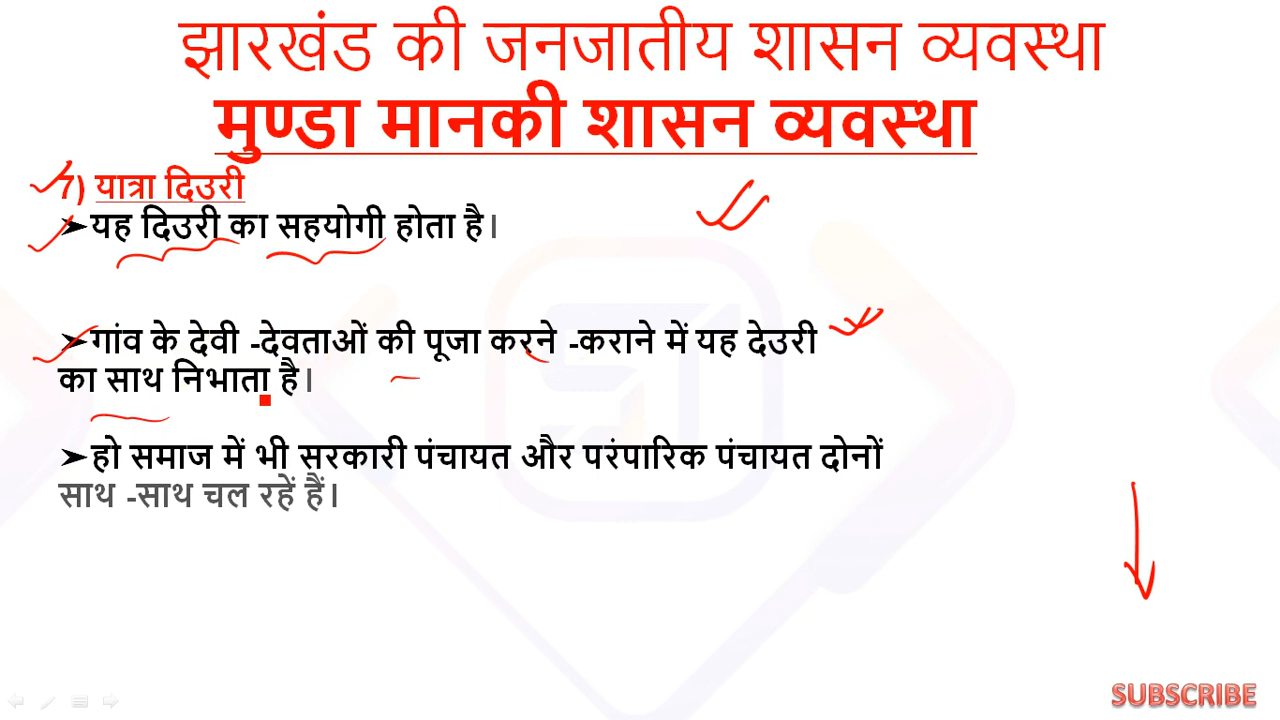 झारखंड की जनजातीय शासन व्यवस्था
मुण्डा मानकी शासन व्यवस्था
7) यात्रा दिउरी
➤यह दिउरी का सहयोगी होता है।
➤गांव के देवी -देवताओं की पूजा करने -कराने में यह देउरी
का साथ निभाता है।
➤हो समाज में भी सरकारी पंचायत और परंपारिक पंचायत दोनों
साथ -साथ चल रहें हैं।
SUBSCRIBE